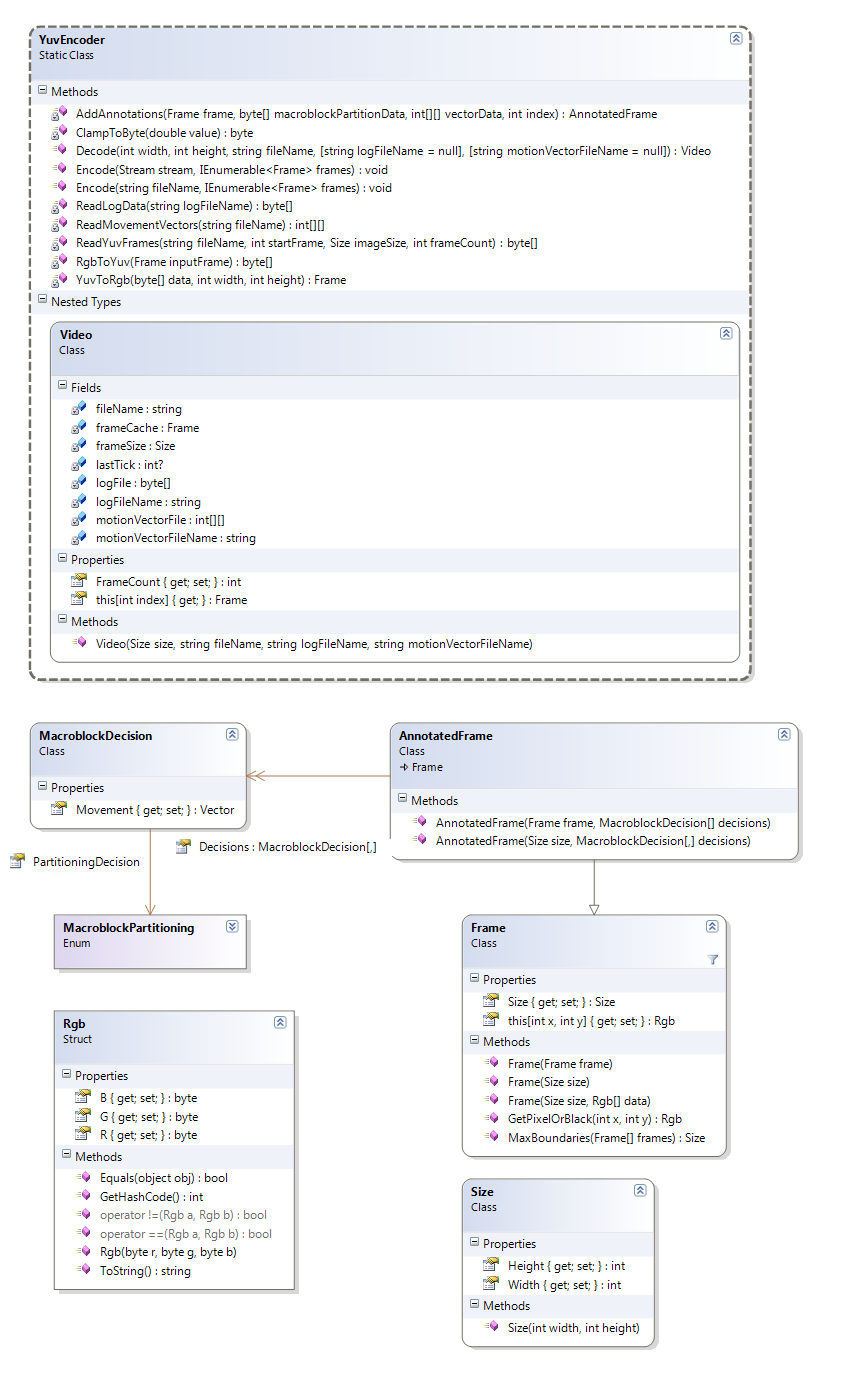 YuvEncoder
Static Class
Methods
AddAnnotations(Frame frame, byte[] macroblockPartitionData, int[][] vectorData, int index) : AnnotatedFrame
ClampToByte(double value) : byte
Decode(int width, int height, string fileName, [string logFileName = null], [string motionVectorFileName = null]) : Video
Encode(Stream stream, IEnumerable<Frame> frames) : void
Encode(string fileName, IEnumerable<Frame> frames) : void
ReadLogData(string logFileName) : byte[]
ReadMovementVectors(string fileName) : int[][]
ReadYuvFrames(string fileName, int startFrame, Size imageSize, int frameCount) : byte[]
RgbToYuv(Frame inputFrame) : byte[]
YuvToRgb(byte[] data, int width, int height) : Frame
Nested Types
Video
Class
Fields
fileName : string
frameCache : Frame
frameSize : Size
lastTick : int?
logFile : byte[]
logFileName : string
motionVectorFile : int[][]
motionVectorFileName : string
Properties
FrameCount { get; set; } : int
this[int index] { get; } : Frame
Methods
Video(Size size, string fileName, string logFileName, string motionVectorFileName)
MacroblockDecision
Class
Properties
Movement { get; set; } : Vector
AnnotatedFrame
Class
Frame
Methods
AnnotatedFrame(Frame frame, MacroblockDecision[] decisions)
AnnotatedFrame(Size size, MacroblockDecision[,] decisions)
Decisions : MacroblockDecision[,]
PartitioningDecision
MacroblockPartitioning
Enum
Frame
Class
Properties
Size { get; set; } : Size
this[int x, int y] { get; set; } : Rgb
Methods
Frame(Frame frame)
Frame(Size size)
Frame(Size size, Rgb[] data)
GetPixelOrBlack(int x, int y) : Rgb
MaxBoundaries(Frame[] frames) : Size
Rgb
Struct
Properties
B { get; set; } : byte
G { get; set; } : byte
R { get; set; } : byte
Methods
Equals(object obj) : bool
GetHashCode() : int
operator !=(Rgb a, Rgb b) : bool
operator ==(Rgb a, Rgb b) : bool
Rgb(byte r, byte g, byte b)
ToString() : string
Size
Class
Properties
Height { get; set; } : int
Width { get; set; } : int
Methods
Size(int width, int height)